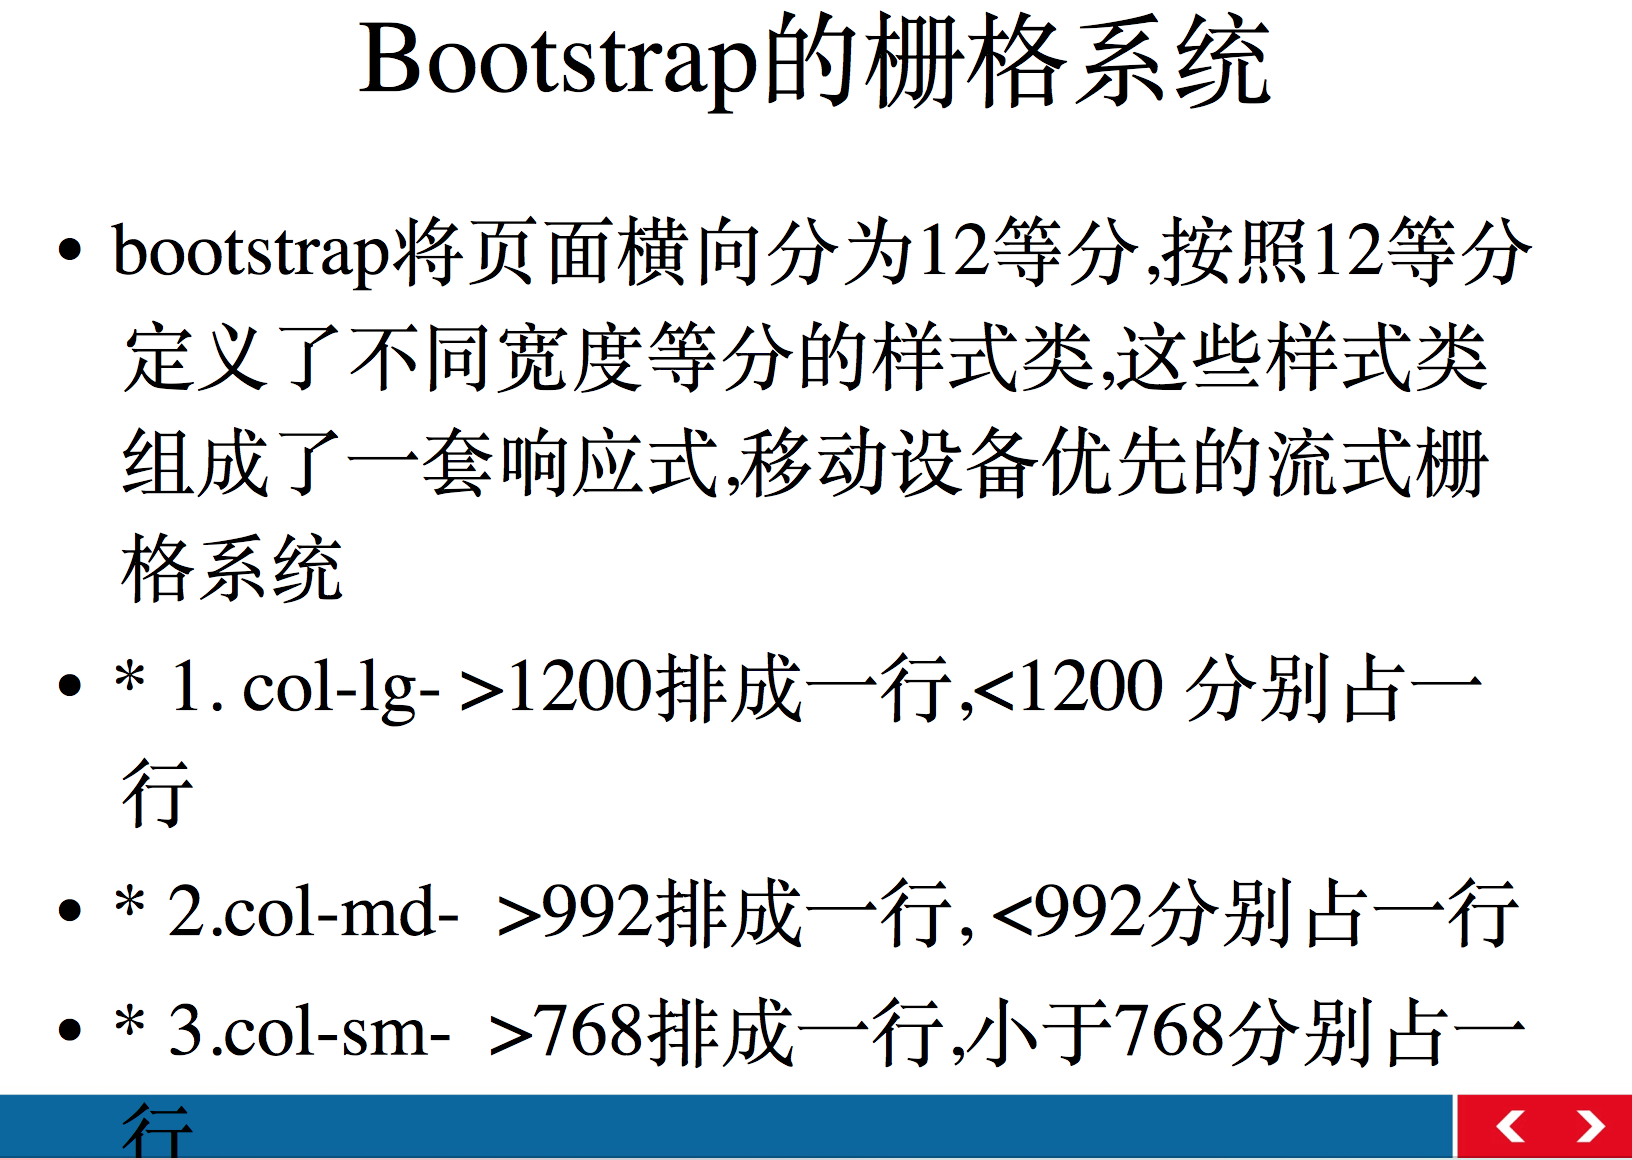 Bootstrap的栅格系统
• bootstrap将页面横向分为12等分,按照12等分
定义了不同宽度等分的样式类,这些样式类
组成了一套响应式,移动设备优先的流式栅
格系统
• * 1. col-lg- >1200排成一行,<1200 分别占一
行
• * 2.col-md-  >992排成一行, <992分别占一行
• * 3.col-sm-  >768排成一行,小于768分别占一
行